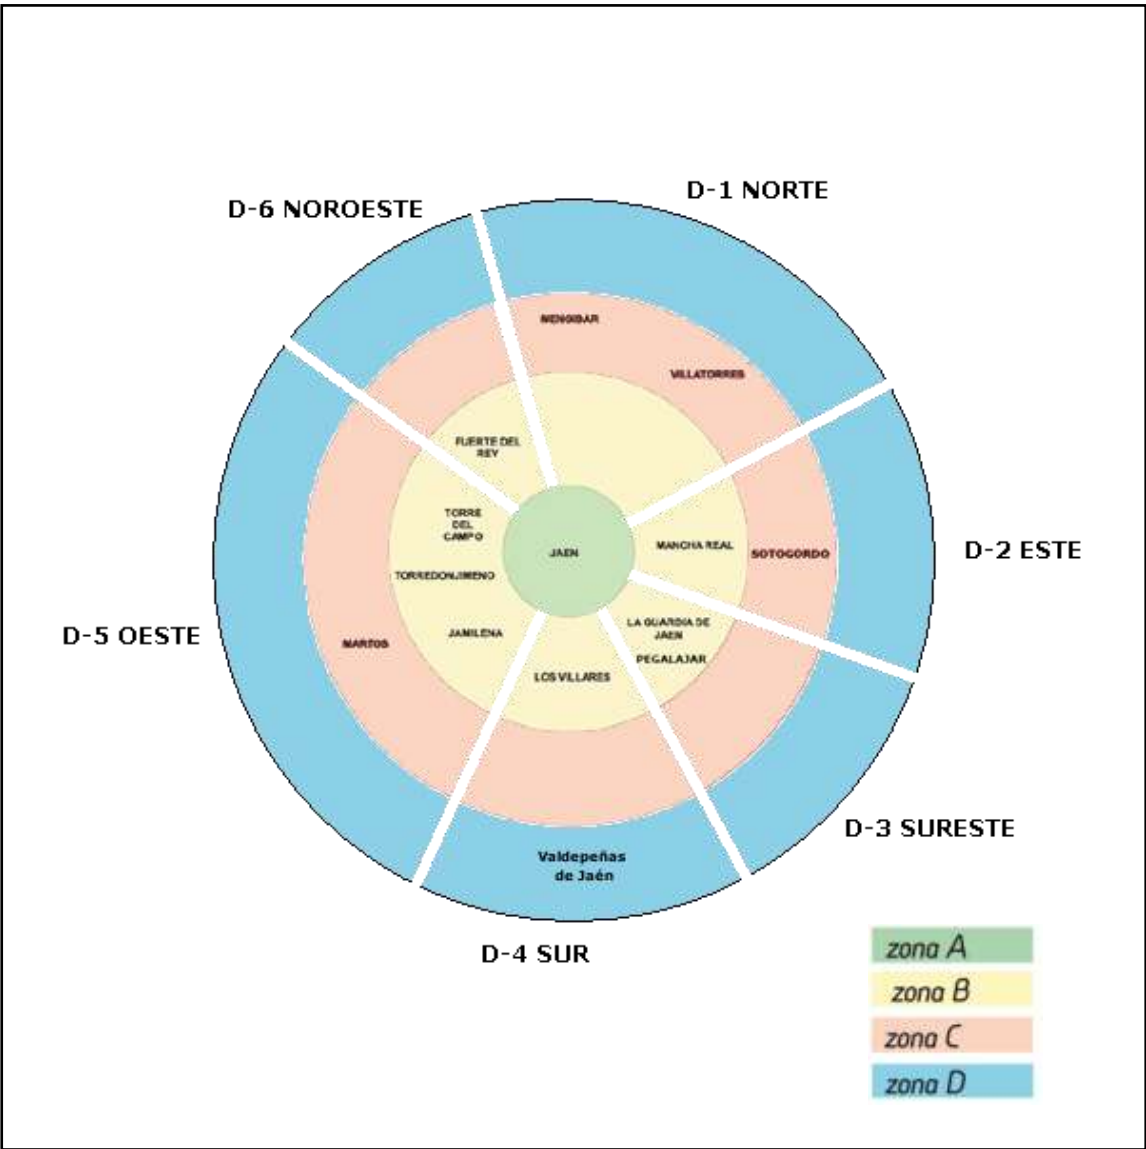 D-1 NORTE
D-6 NOROESTE
MENGIBAR
VILLATORRES
FUERTE DEL
REY
TORRE
DEL
CAMPO
JAEN
MANCHA REAL
SOTOGORDO
D-2 ESTE
TORREDONJIMENO
LA GUARDIA DE
JAEN
D-5 OESTE
JAMILENA
MARTOS
PEGALAJAR
LOS VILLARES
D-3 SURESTE
Valdepeñas
de Jaén
D-4 SUR
zona A
zona B
zona C
zona D